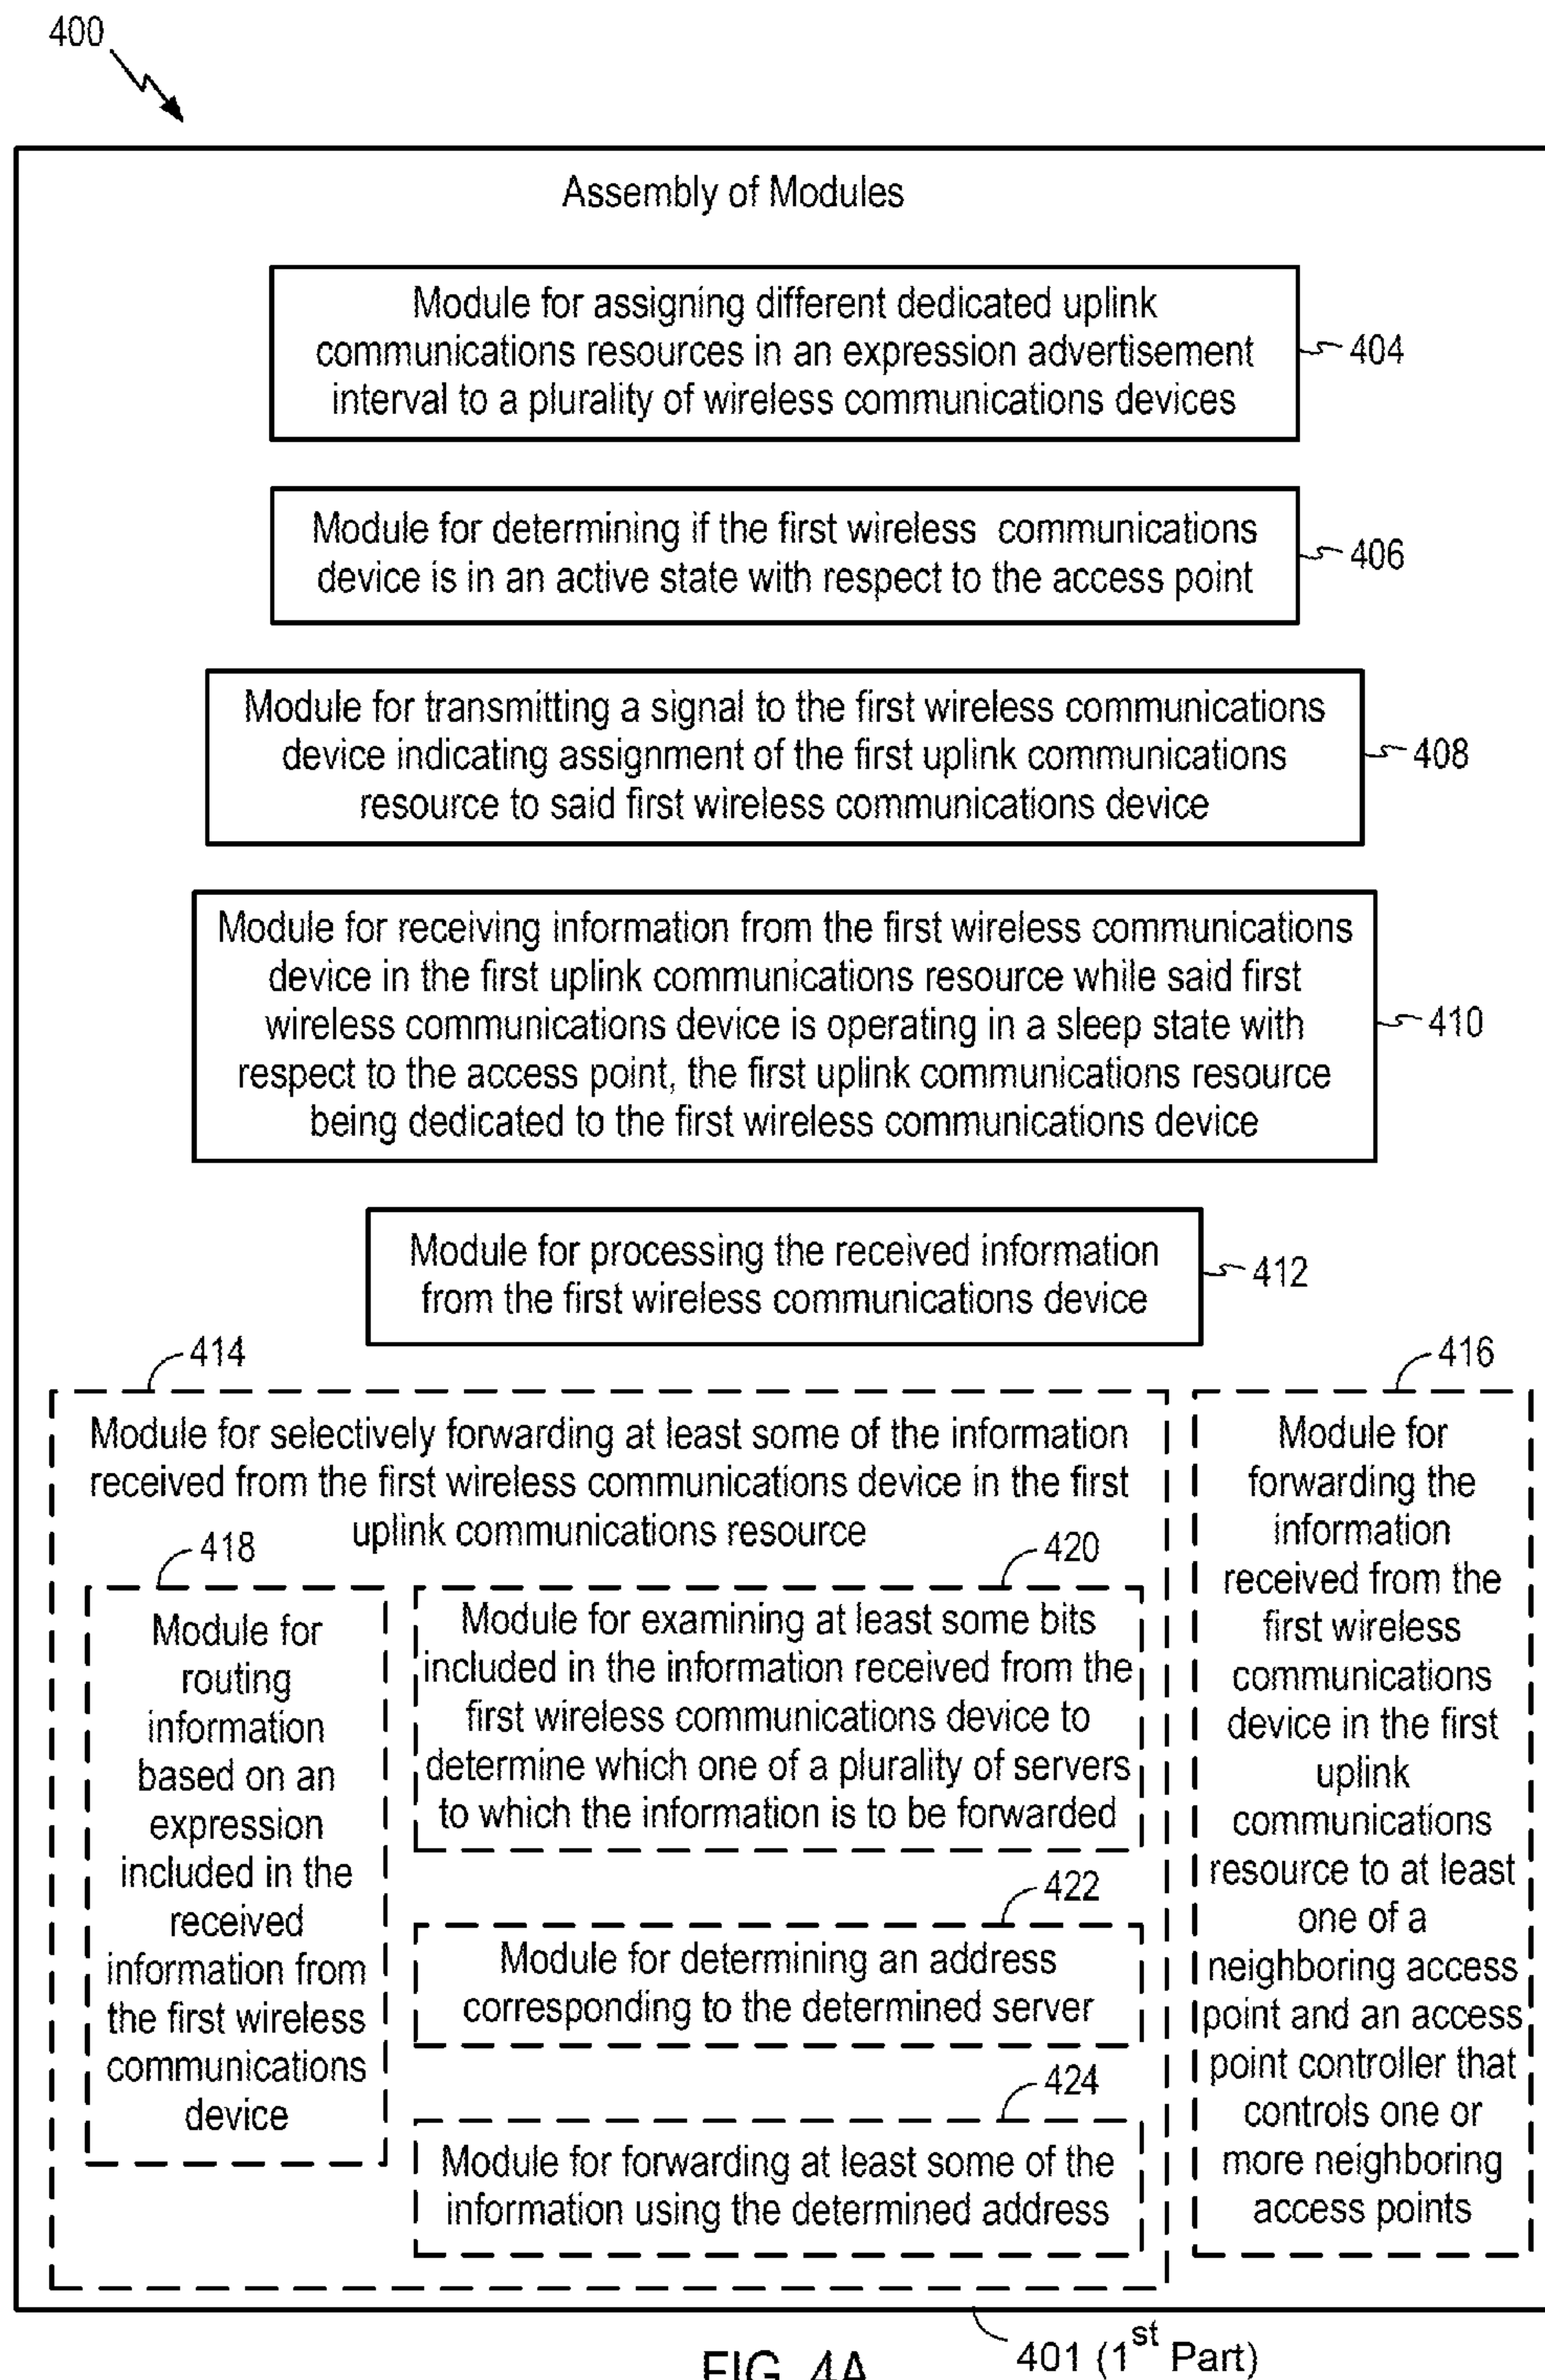 400
Assembly of Modules
Module for assigning different dedicated uplink
communications resources in an expression advertisement
interval to a plurality of wireless communications devices
404
Module for determining if the first wireless communications
device is in an active state with respect to the access point
406
Module for transmitting a signal to the first wireless communications
device indicating assignment of the first uplink communications
resource to said first wireless communications device
408
Module for receiving information from the first wireless communications
device in the first uplink communications resource while said first
wireless communications device is operating in a sleep state with
respect to the access point, the first uplink communications resource
being dedicated to the first wireless communications device
410
Module for processing the received information
from the first wireless communications device
412
414
Module for selectively forwarding at least some of the information
received from the first wireless communications device in the first
uplink communications resource
418
Module for
routing
information
based on an
expression
included in the
received
information from
the first wireless
communications
device
420
Module for examining at least some bits
included in the information received from the
first wireless communications device to
determine which one of a plurality of servers
to which the information is to be forwarded
422
Module for determining an address
corresponding to the determined server
424
Module for forwarding at least some of the
information using the determined address
416
Module for
forwarding the
information
received from the
first wireless
communications
device in the first
uplink
communications
resource to at least
one of a
neighboring access
point and an access
point controller that
controls one or
more neighboring
access points
401 (1st Part)
FIG. 4A